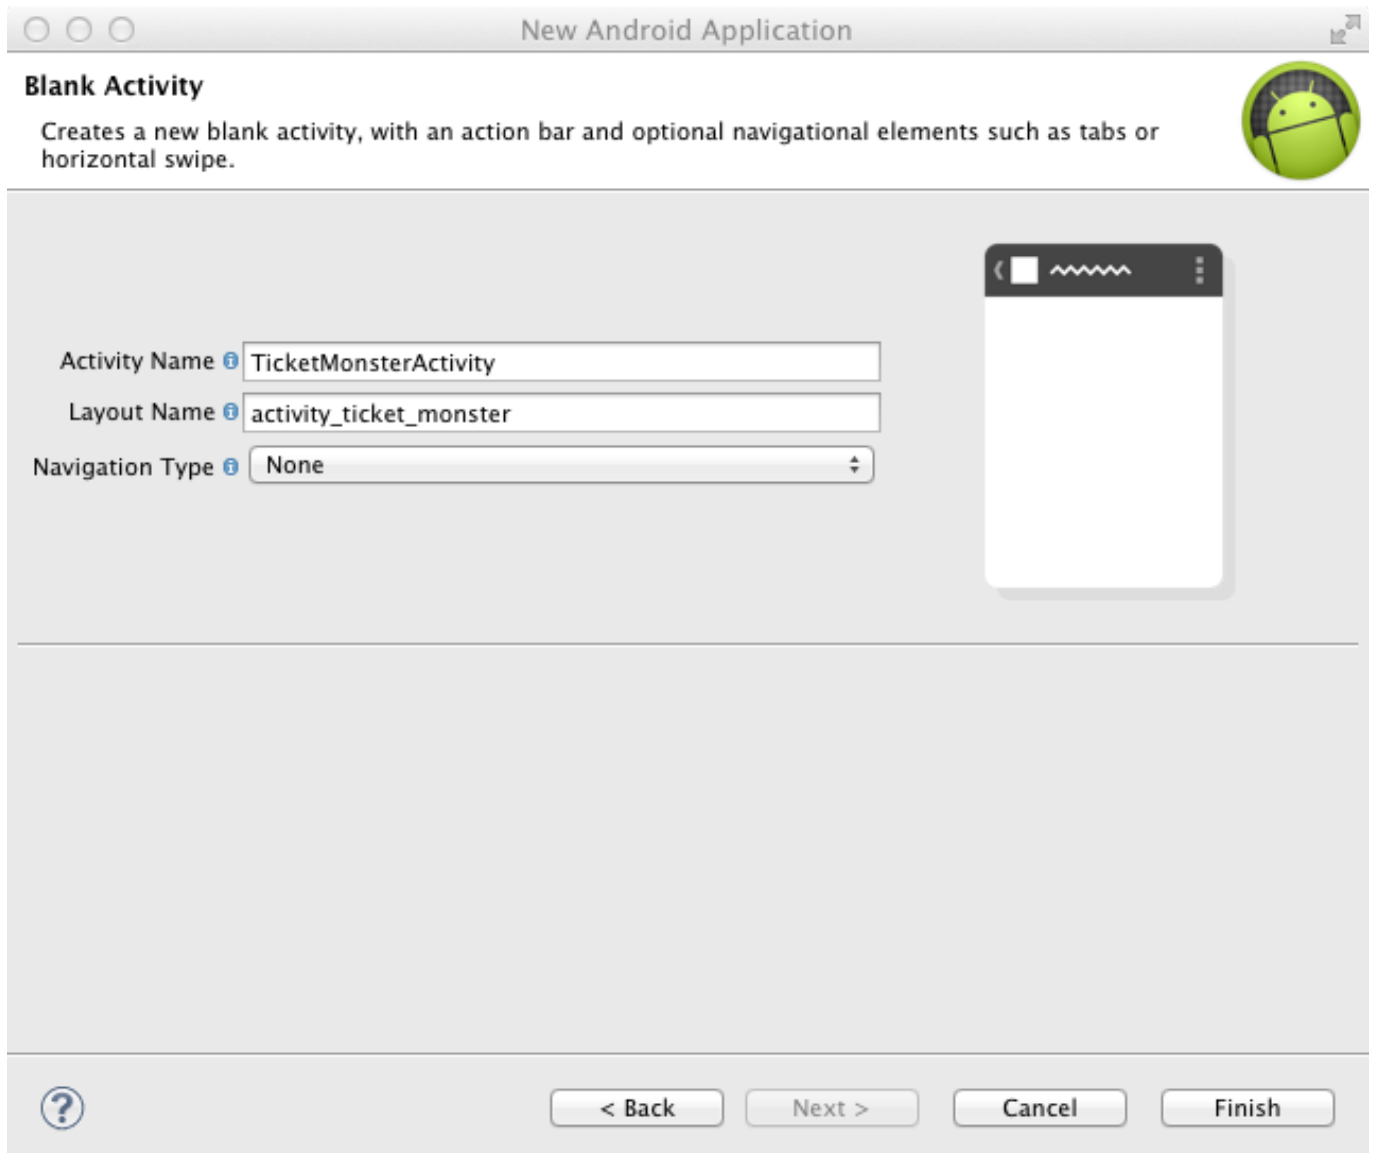 New Android Application
Blank Activity
Creates a new blank activity, with an action bar and optional navigational elements such as tabs or
horizontal swipe.
Activity Name
TicketMonsterActivity
Layout Name
activity_ticket_monster
Navigation Type
None
?
< Back
Next >
Cancel
Finish